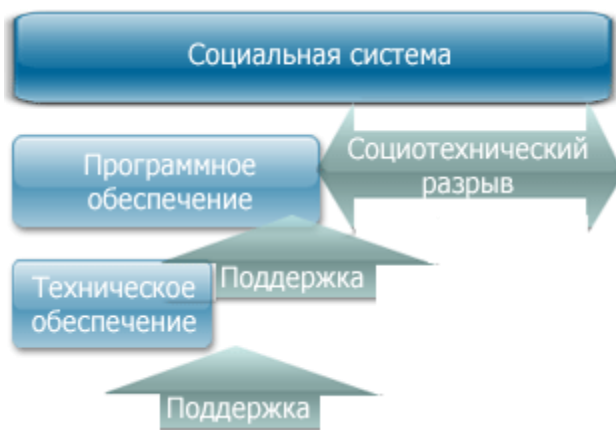 Социальная система
Программное
обеспечение
Социотехнический
разрыв
Техническое
обеспечение
Поддержка
Поддержка